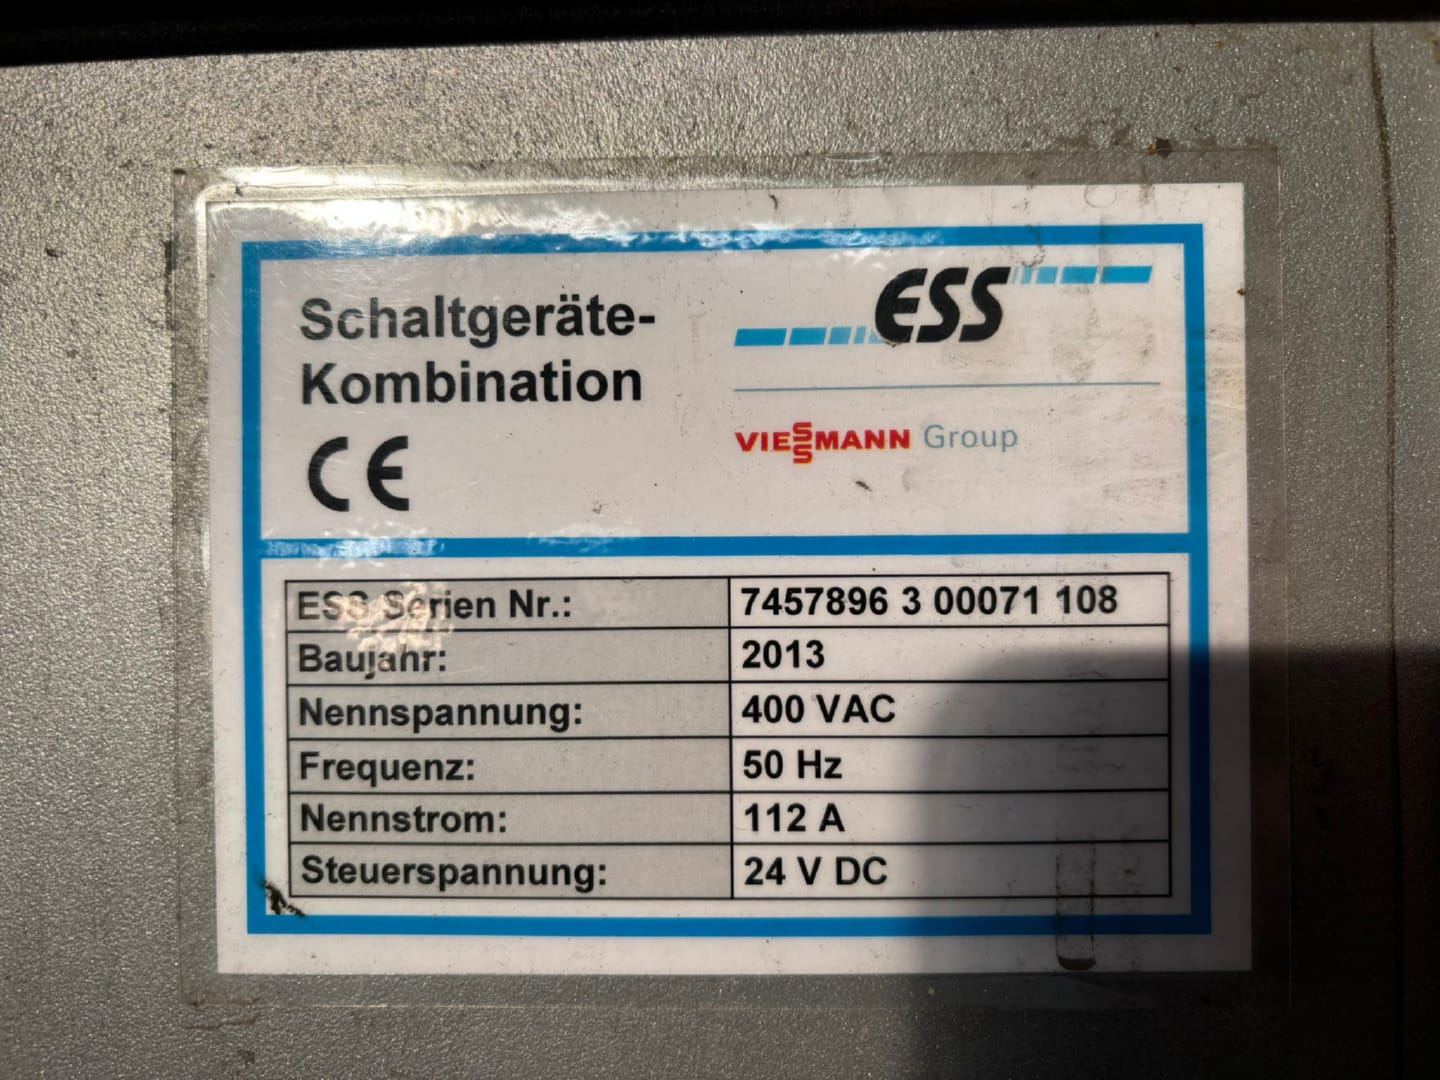 Schaltgeräte-
Kombination
CE
ESS
VIESSMANN Group
ESS Serien Nr.: 7457896 3 00071 108
Baujahr: 2013
Nennspannung: 400 VAC
Frequenz: 50 Hz
Nennstrom: 112 A
Steuerspannung: 24 V DC